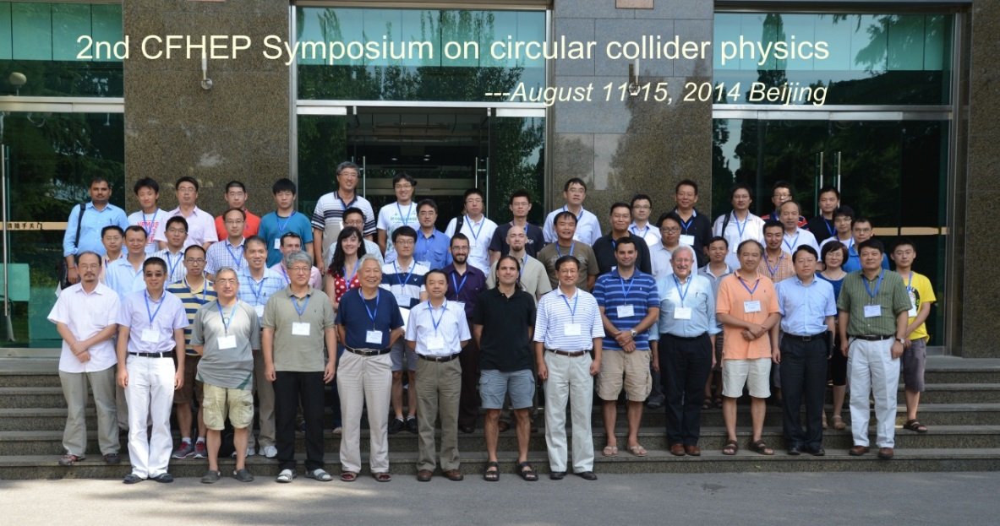 2nd CFHEP Symposium on circular collider physics
---August 11-15, 2014 Beijing